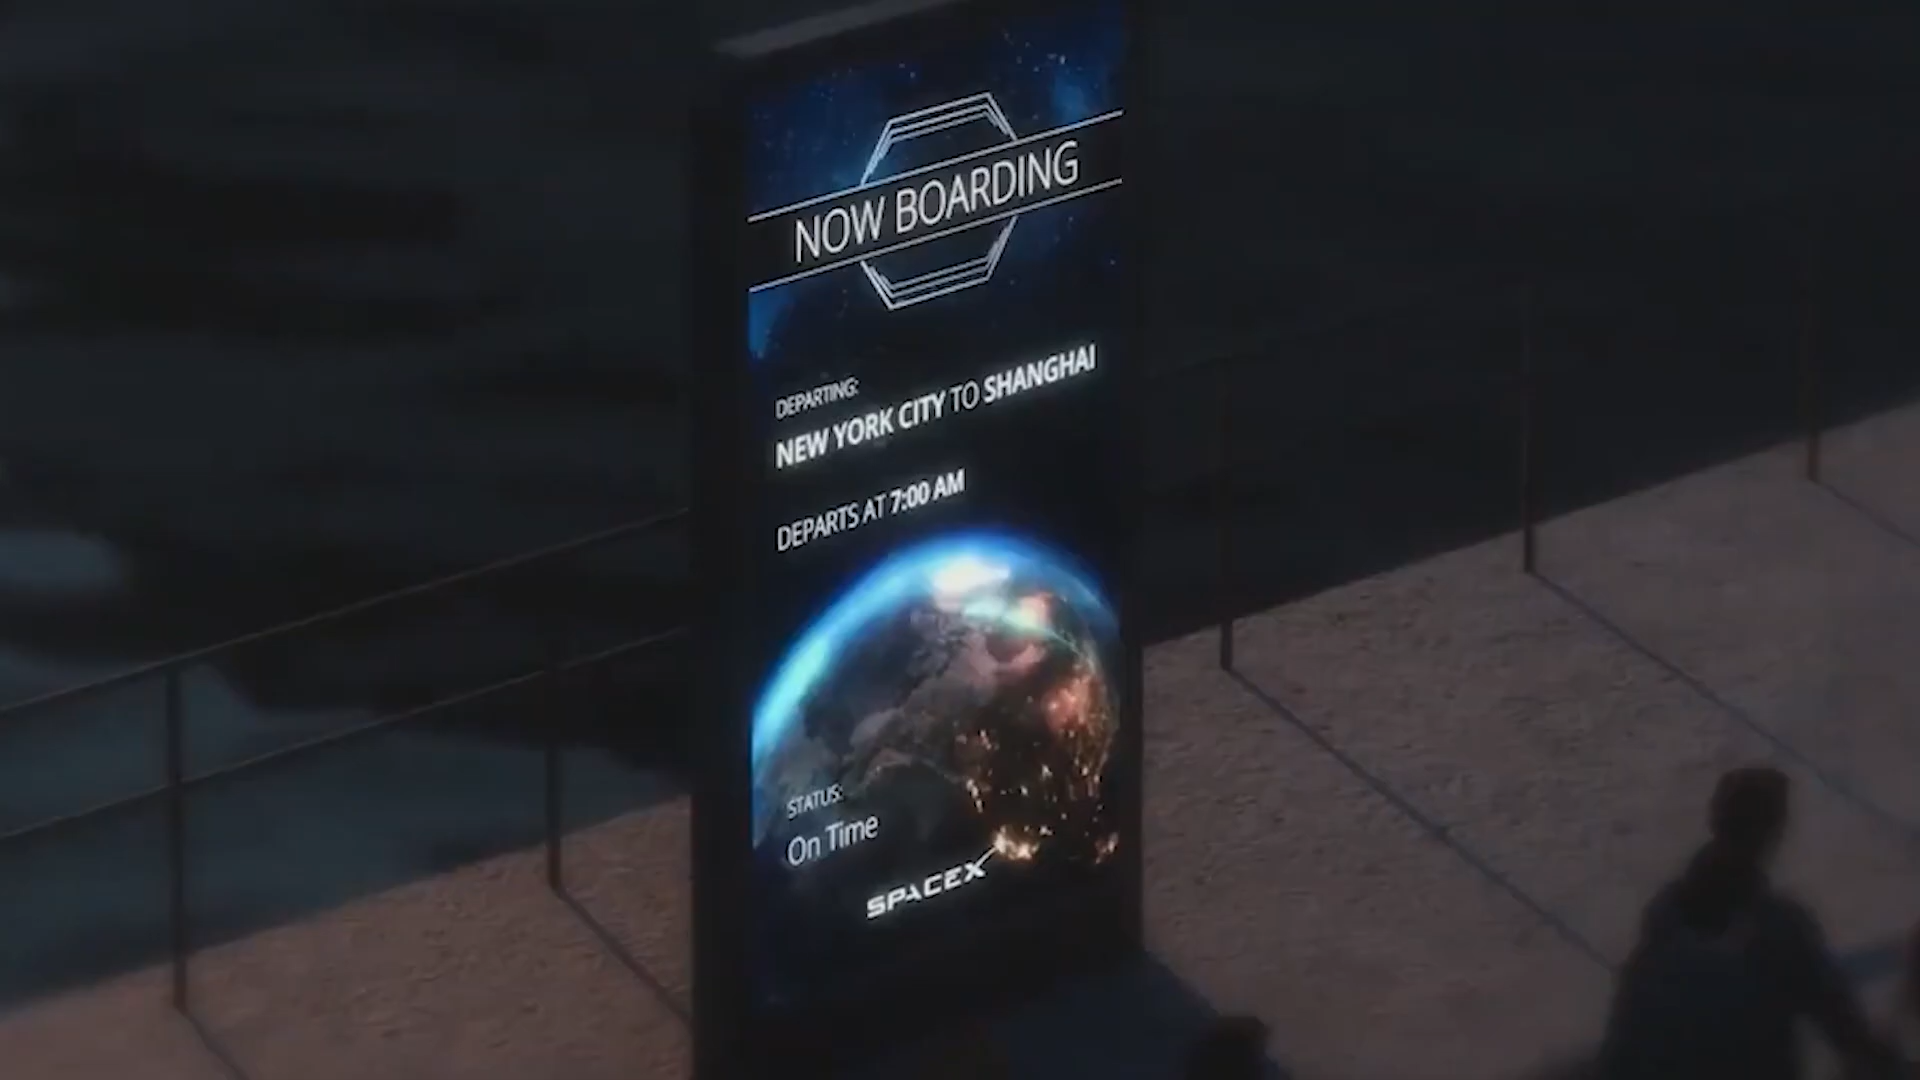 NOW BOARDING
DEPARTING:
NEW YORK CITY TO SHANGHAI
DEPARTS AT 7:00 AM
STATUS:
On Time
SPACEX